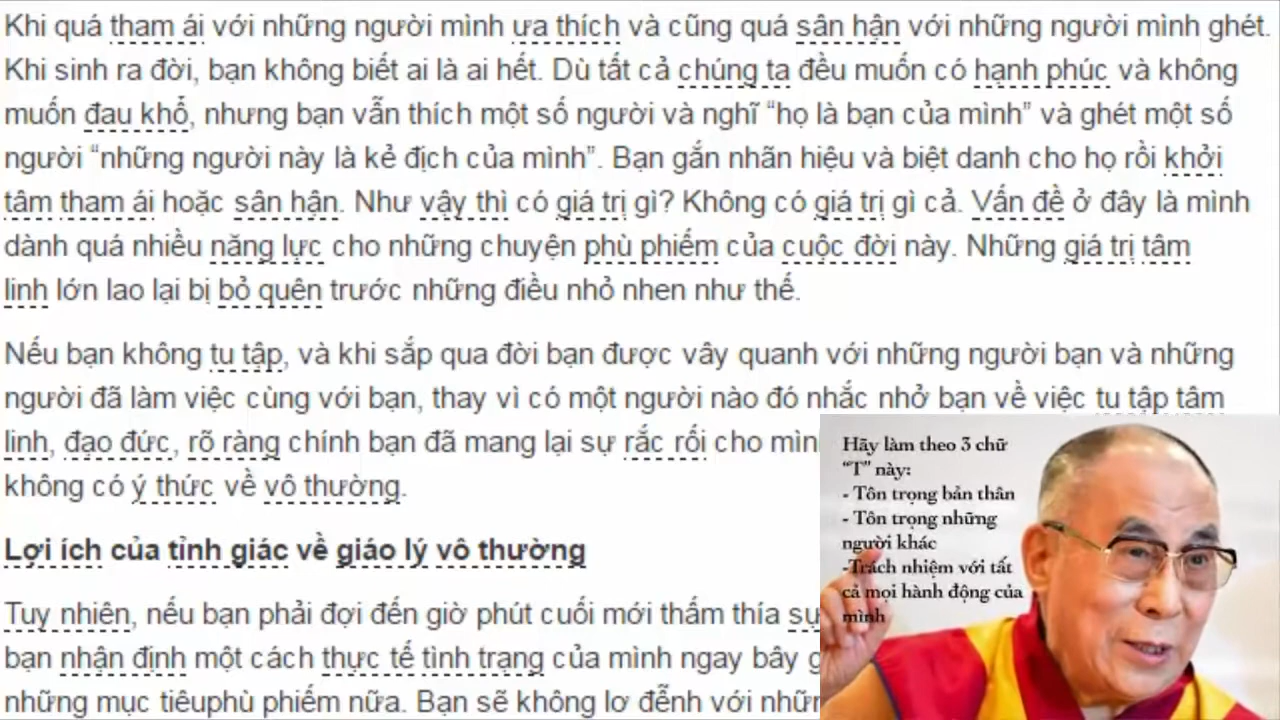 Khi quá tham ái với những người mình ưa thích và cũng quá sân hận với những người mình ghét.
Khi sinh ra đời, bạn không biết ai là ai hết. Dù tất cả chúng ta đều muốn có hạnh phúc và không
muốn đau khổ, nhưng bạn vẫn thích một số người và nghĩ “họ là bạn của mình” và ghét một số
người “những người này là kẻ địch của mình”. Bạn gắn nhãn hiệu và biệt danh cho họ rồi khởi
tâm tham ái hoặc sân hận. Như vậy thì có giá trị gì? Không có giá trị gì cả. Vấn đề ở đây là mình
dành quá nhiều năng lực cho những chuyện phù phiếm của cuộc đời này. Những giá trị tâm
linh lớn lao lại bị bỏ quên trước những điều nhỏ nhen như thế.
Nếu bạn không tu tập, và khi sắp qua đời bạn được vây quanh với những người bạn và những
người đã làm việc cùng với bạn, thay vì có một người nào đó nhắc nhở bạn về việc tu tập tâm
linh, đạo đức, rõ ràng chính bạn đã mang lại sự rắc rối cho mìn
không có ý thức về vô thường.
Lợi ích của tỉnh giác về giáo lý vô thường
Tuy nhiên, nếu bạn phải đợi đến giờ phút cuối mới thấm thía sự
bạn nhận định một cách thực tế tình trạng của mình ngay bây g
những mục tiêuphù phiếm nữa. Bạn sẽ không lơ đễnh với nhữn
Hãy làm theo 3 chữ
“T” này:
- Tôn trọng bản thân
- Tôn trọng những
người khác
-Trách nhiệm với tất
cả mọi hành động của
mình